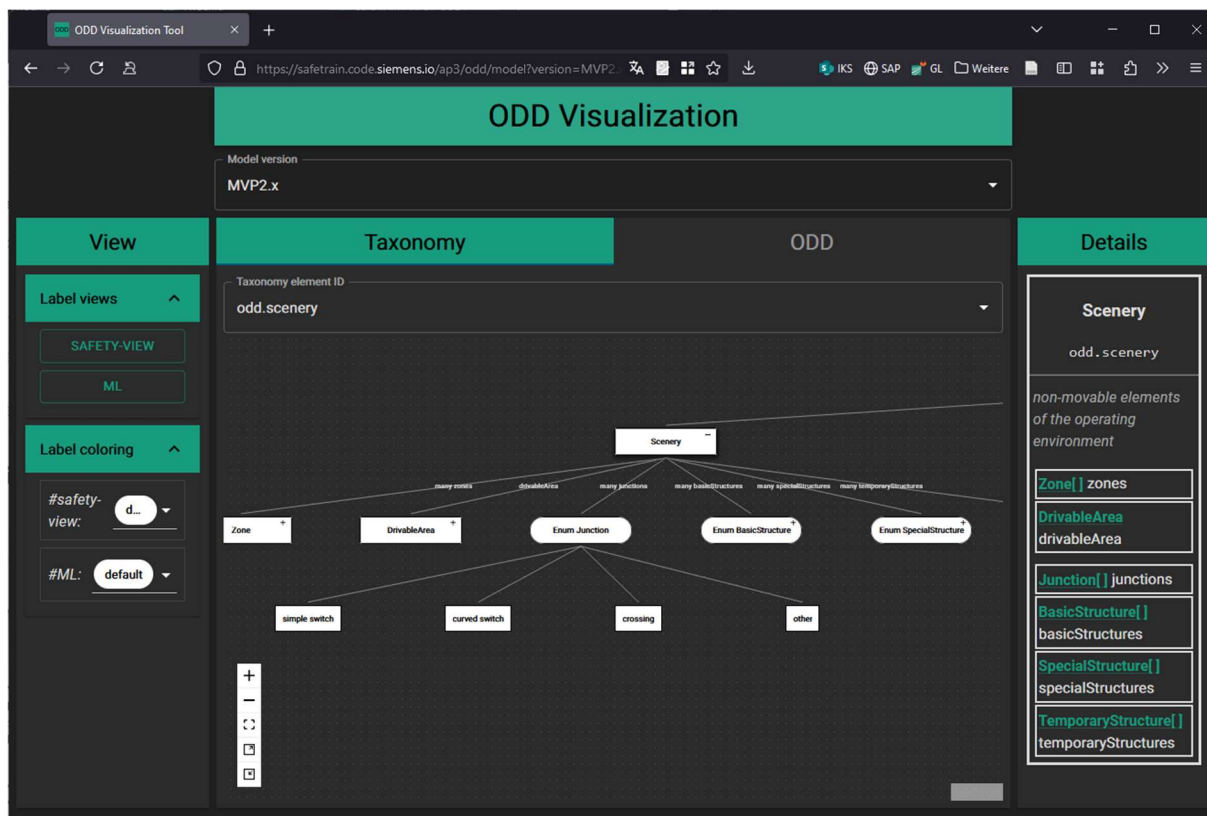 ODD Visualization Tool
https://safetrain.code.siemens.io/ap3/odd/model?version=MVP2.
IKS SAP GL Weitere
ODD Visualization
Model version
MVP2.x
View
Taxonomy
ODD
Details
Label views
SAFETY-VIEW
ML
Label coloring
#safety-
view:
d...
#ML:
default
Taxonomy element ID
odd.scenery
Scenery
many zones
drivableArea
many junctions
many basicStructures
many specialStructures
many temporaryStructures
Zone
DrivableArea
Enum Junction
Enum BasicStructure
Enum SpecialStructure
simple switch
curved switch
crossing
other
Scenery
odd.scenery
non-movable elements
of the operating
environment
Zone[] zones
DrivableArea
drivableArea
Junction[] junctions
BasicStructure[]
basicStructures
SpecialStructure[]
specialStructures
TemporaryStructure[]
temporaryStructures